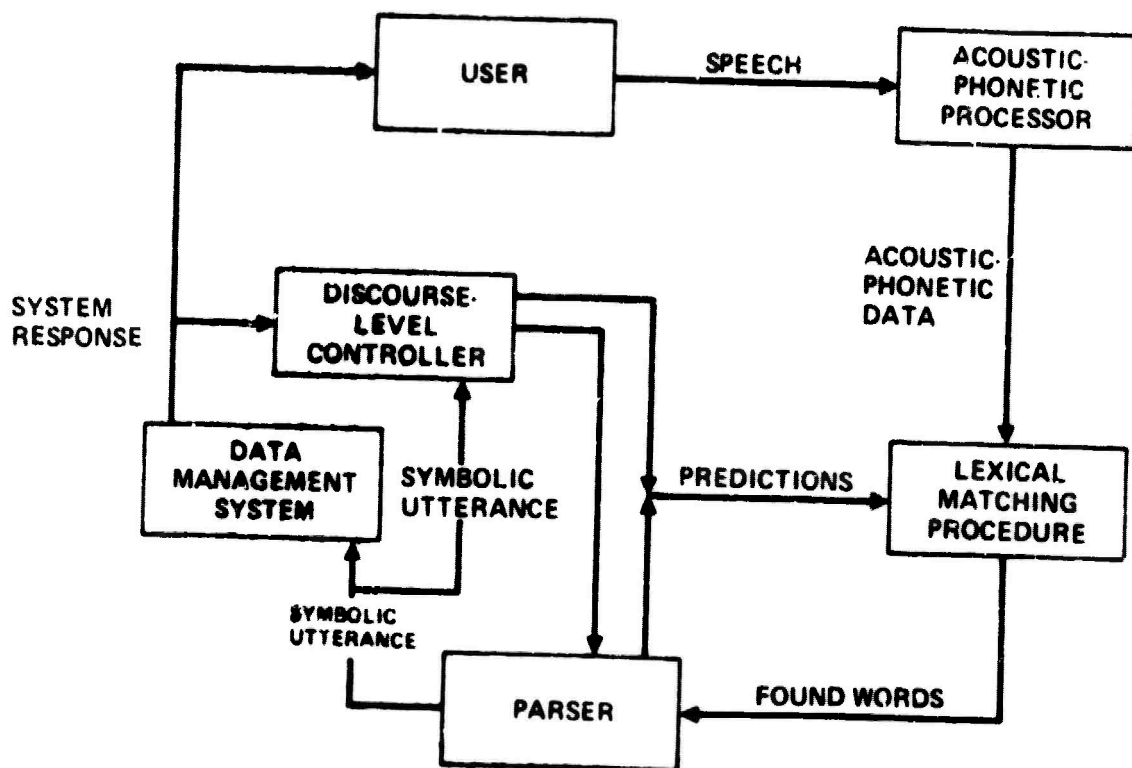 USER
SPEECH
ACOUSTIC-
PHONETIC
PROCESSOR
ACOUSTIC-
PHONETIC
DATA
SYSTEM
RESPONSE
DISCOURSE-
LEVEL
CONTROLLER
DATA
MANAGEMENT
SYSTEM
SYMBOLIC
UTTERANCE
PREDICTIONS
LEXICAL
MATCHING
PROCEDURE
SYMBOLIC
UTTERANCE
PARSER
FOUND WORDS